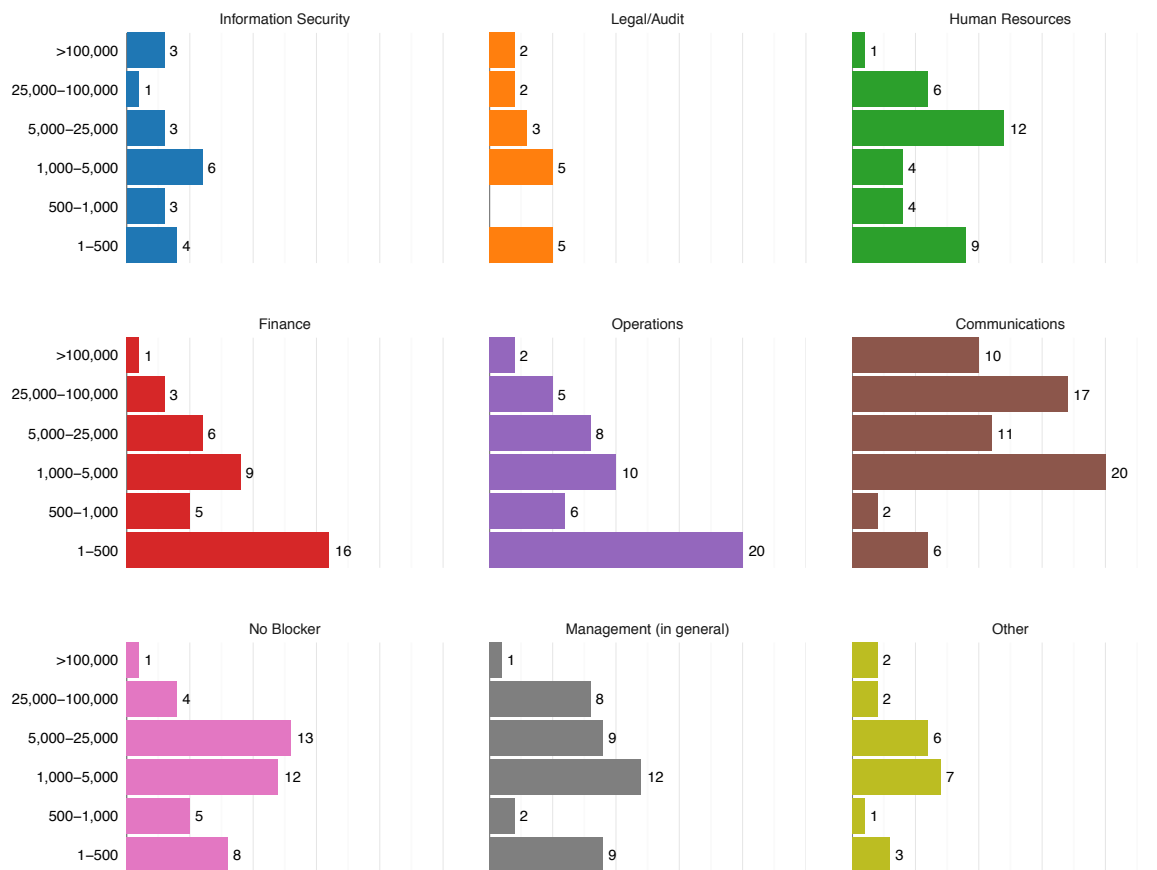 Information Security Legal/Audit Human Resources
>100,000 3 2 1
25,000−100,000 1 2 6
5,000−25,000 3 3 12
1,000−5,000 6 5 4
500−1,000 3 4
1−500 4 5 9
Finance Operations Communications
>100,000 1 2 10
25,000−100,000 3 5 17
5,000−25,000 6 8 11
1,000−5,000 9 10 20
500−1,000 5 6 2
1−500 16 20 6
No Blocker Management (in general) Other
>100,000 1 1 2
25,000−100,000 4 8 2
5,000−25,000 13 9 6
1,000−5,000 12 12 7
500−1,000 5 2 1
1−500 8 9 3